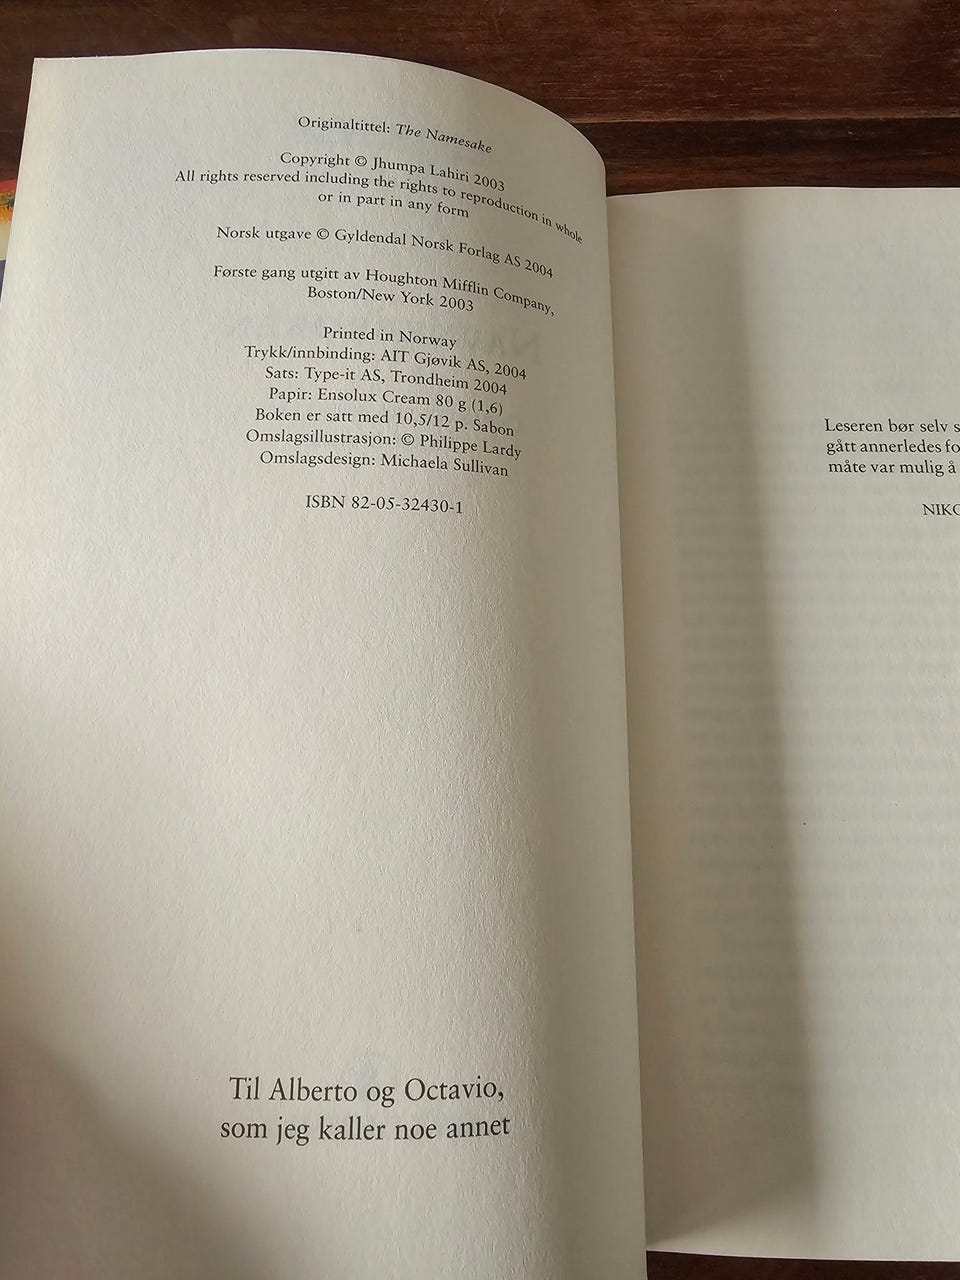 Originaltittel: The Namesake
Copyright © Jhumpa Lahiri 2003
All rights reserved including the rights to reproduction in whole
or in part in any form
Norsk utgave © Gyldendal Norsk Forlag AS 2004
Første gang utgitt av Houghton Mifflin Company,
Boston/New York 2003
Printed in Norway
Trykk/innbinding: AIT Gjøvik AS, 2004
Sats: Type-it AS, Trondheim 2004
Papir: Ensolux Cream 80 g (1,6)
Boken er satt med 10,5/12 p. Sabon
Omslagsillustrasjon: © Philippe Lardy
Omslagsdesign: Michaela Sullivan
ISBN 82-05-32430-1
Til Alberto og Octavio,
som jeg kaller noe annet
Leseren bør selv s
gått annerledes fo
måte var mulig å
NIKO